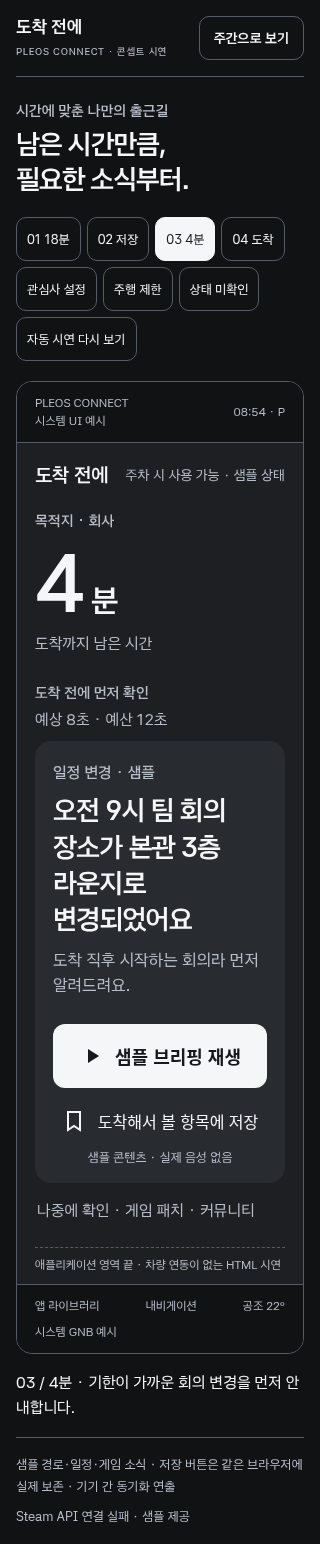 도착 전에
PLEOS CONNECT · 콘셉트 시연
주간으로 보기
시간에 맞춘 나만의 출근길
남은 시간만큼,
필요한 소식부터.
01 18분
02 저장
03 4분
04 도착
관심사 설정
주행 제한
상태 미확인
자동 시연 다시 보기
PLEOS CONNECT
시스템 UI 예시
08:54 · P
도착 전에
주차 시 사용 가능 · 샘플 상태
목적지 · 회사
4 분
도착까지 남은 시간
도착 전에 먼저 확인
예상 8초 · 예산 12초
일정 변경 · 샘플
오전 9시 팀 회의
장소가 본관 3층
라운지로
변경되었어요
도착 직후 시작하는 회의라 먼저
알려드려요.
샘플 브리핑 재생
도착해서 볼 항목에 저장
샘플 콘텐츠 · 실제 음성 없음
나중에 확인 · 게임 패치 · 커뮤니티
애플리케이션 영역 끝 · 차량 연동이 없는 HTML 시연
앱 라이브러리
내비게이션
공조 22°
시스템 GNB 예시
03 / 4분 · 기한이 가까운 회의 변경을 먼저 안
내합니다.
샘플 경로·일정·게임 소식 · 저장 버튼은 같은 브라우저에
실제 보존 · 기기 간 동기화 연출
Steam API 연결 실패 · 샘플 제공